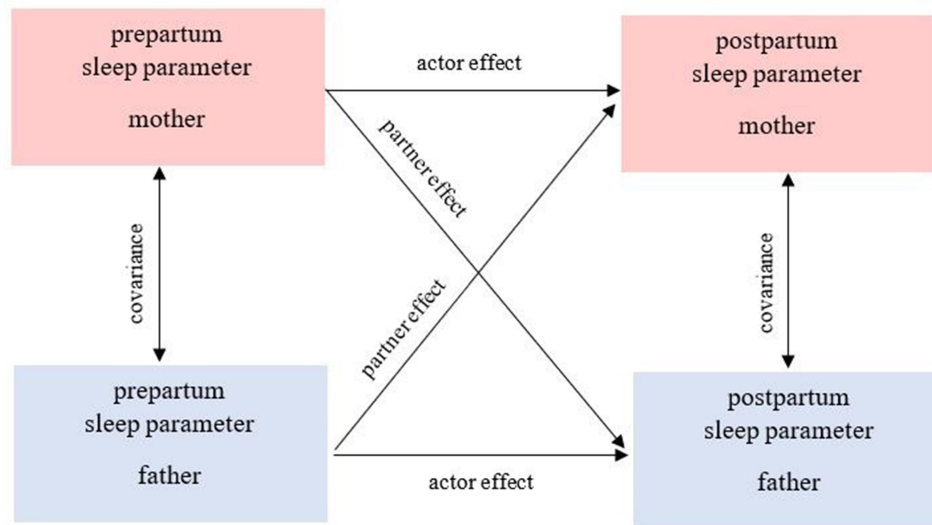 prepartum
sleep parameter
mother
actor effect
postpartum
sleep parameter
mother
partner effect
covariance
partner effect
covariance
prepartum
sleep parameter
father
actor effect
postpartum
sleep parameter
father